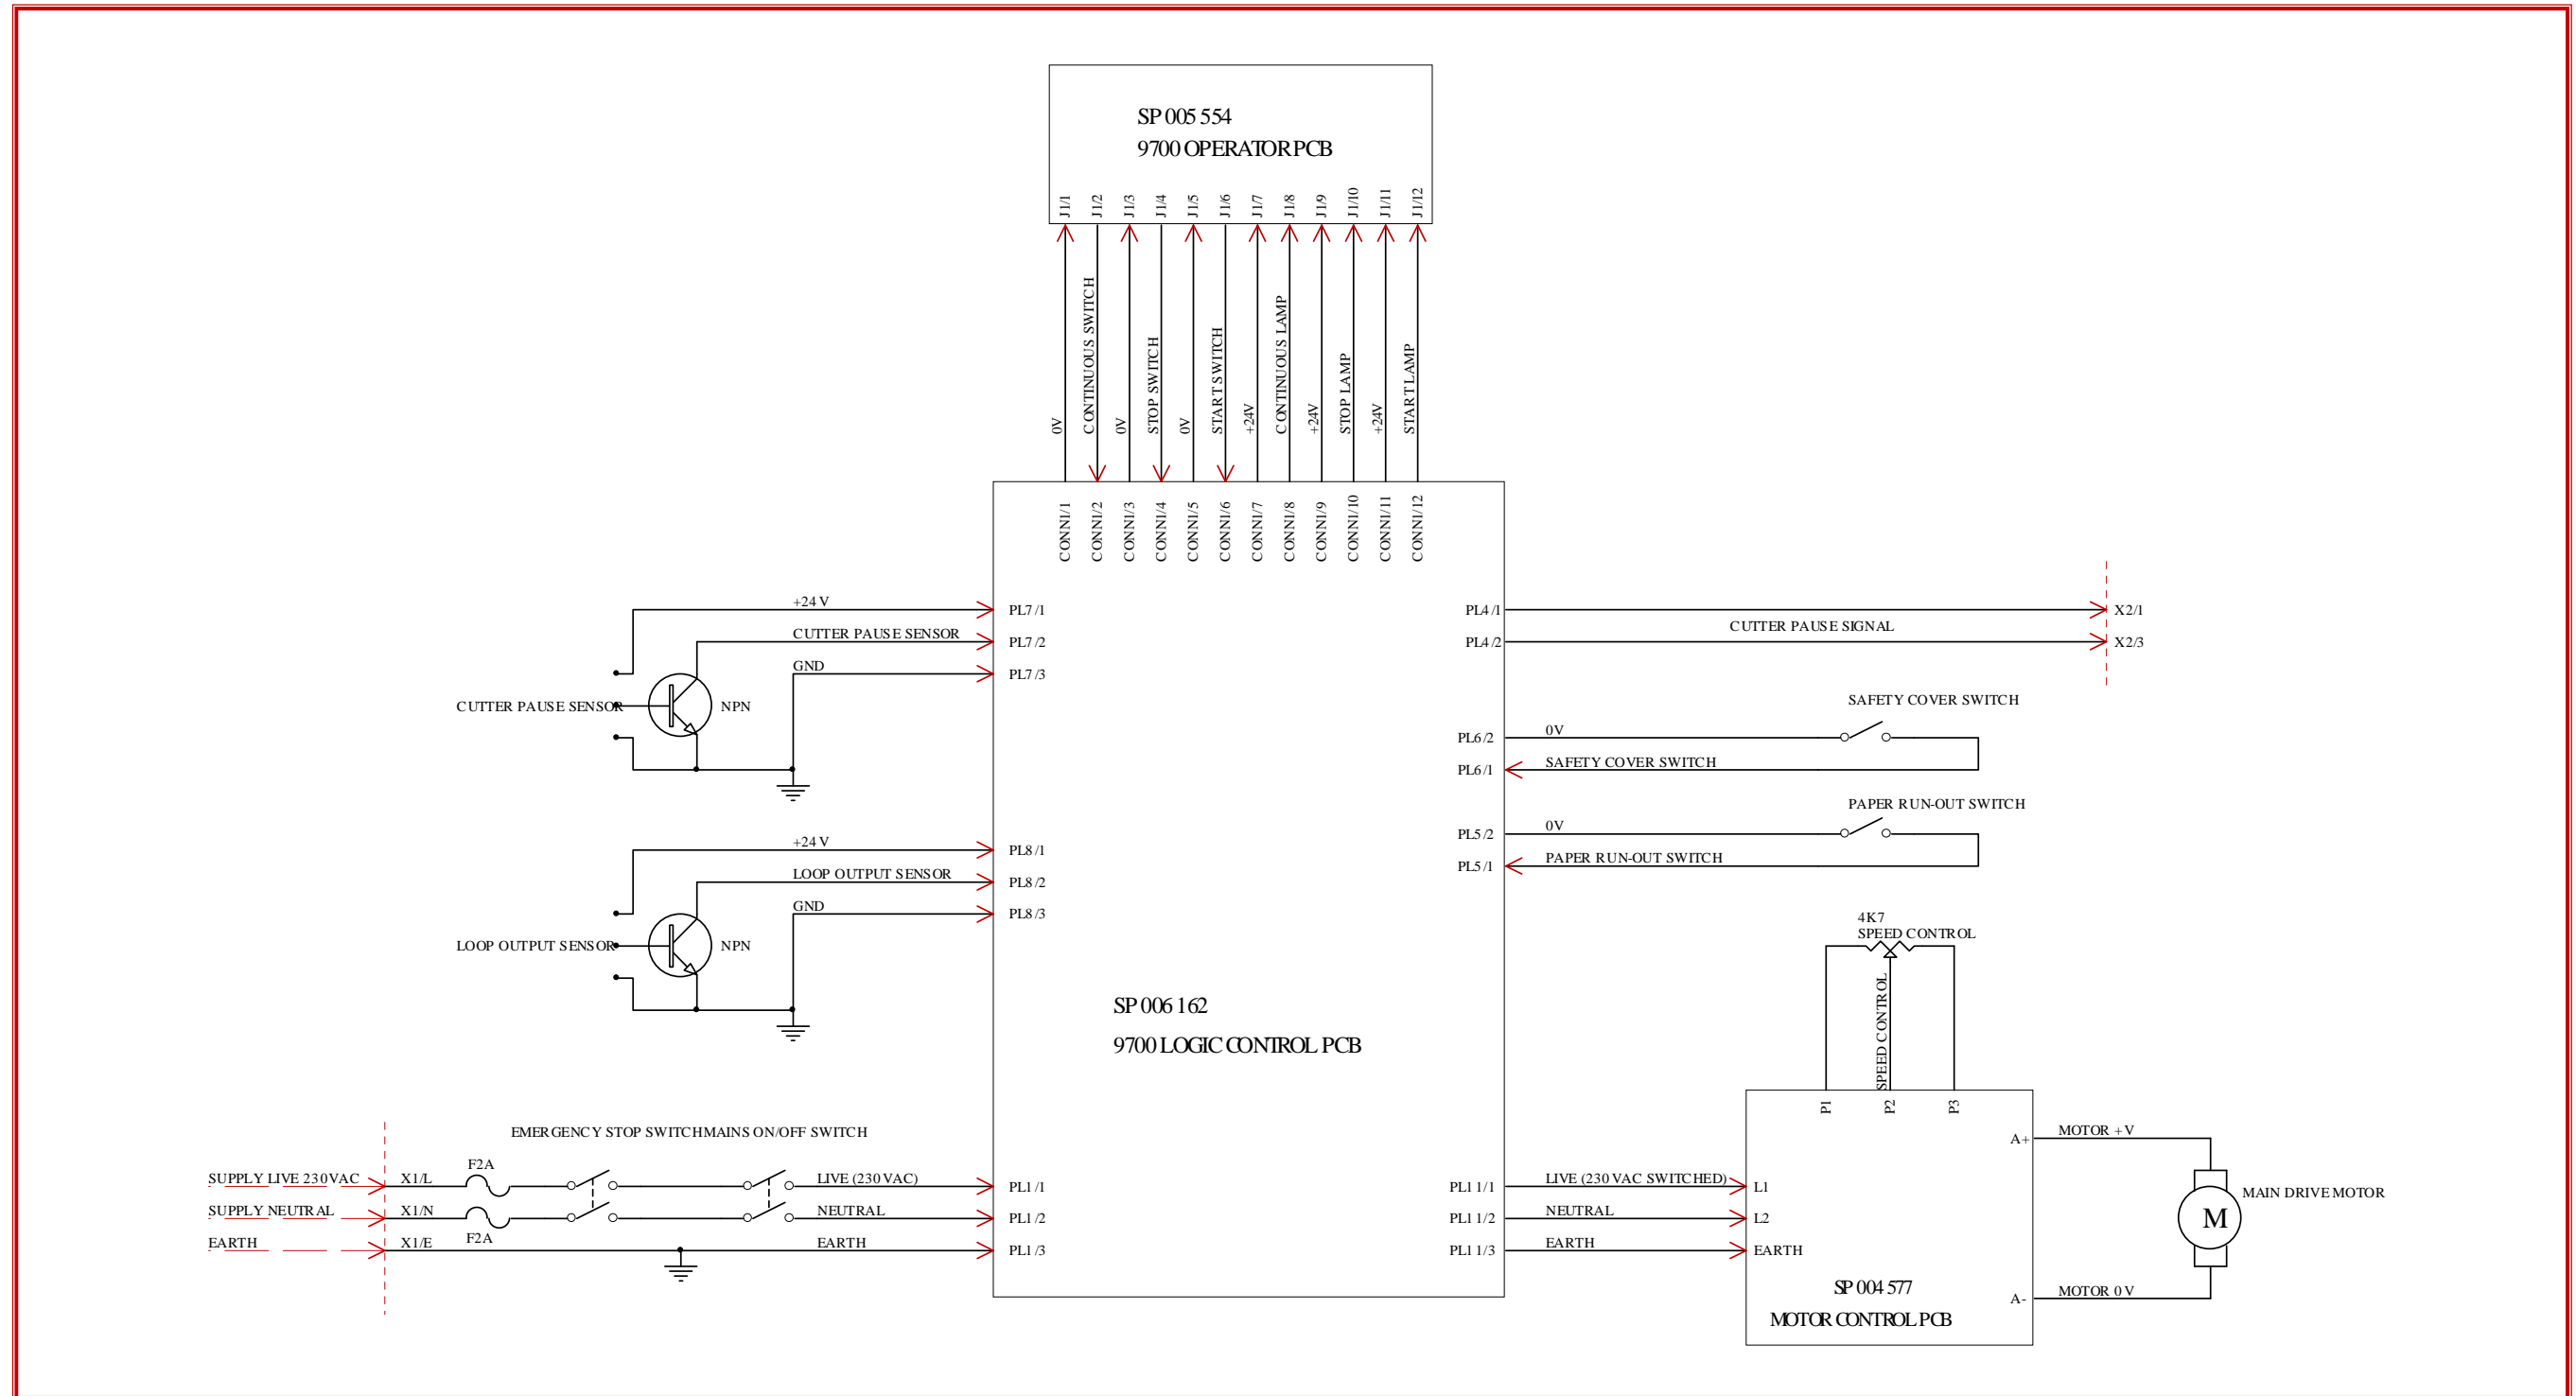 SP 005 554
9700 OPERATOR PCB
J1/1
J1/2
J1/3
J1/4
J1/5
J1/6
J1/7
J1/8
J1/9
J1/10
J1/11
J1/12
0V
CONTINUOUS SWITCH
0V
STOP SWITCH
0V
START SWITCH
+24V
CONTINUOUS LAMP
+24V
STOP LAMP
+24V
START LAMP
CONN1/1
CONN1/2
CONN1/3
CONN1/4
CONN1/5
CONN1/6
CONN1/7
CONN1/8
CONN1/9
CONN1/10
CONN1/11
CONN1/12
+24 V
PL7/1
CUTTER PAUSE SENSOR
PL7/2
GND
PL7/3
CUTTER PAUSE SENSOR
NPN
+24 V
PL8/1
LOOP OUTPUT SENSOR
PL8/2
GND
PL8/3
LOOP OUTPUT SENSOR
NPN
SP 006 162
9700 LOGIC CONTROL PCB
PL4/1
X2/1
CUTTER PAUSE SIGNAL
PL4/2
X2/3
SAFETY COVER SWITCH
PL6/2
0V
PL6/1
SAFETY COVER SWITCH
PAPER RUN-OUT SWITCH
PL5/2
0V
PL5/1
PAPER RUN-OUT SWITCH
4K7
SPEED CONTROL
SPEED CONTROL
P1
P2
P3
EMERGENCY STOP SWITCH
MAINS ON/OFF SWITCH
SUPPLY LIVE 230VAC
X1/L
F2A
LIVE (230 VAC)
PL1/1
SUPPLY NEUTRAL
X1/N
F2A
NEUTRAL
PL1/2
EARTH
X1/E
EARTH
PL1/3
PL11/1
LIVE (230 VAC SWITCHED)
L1
PL11/2
NEUTRAL
L2
PL11/3
EARTH
EARTH
A+
MOTOR +V
M
MAIN DRIVE MOTOR
A-
MOTOR 0V
SP 004 577
MOTOR CONTROL PCB